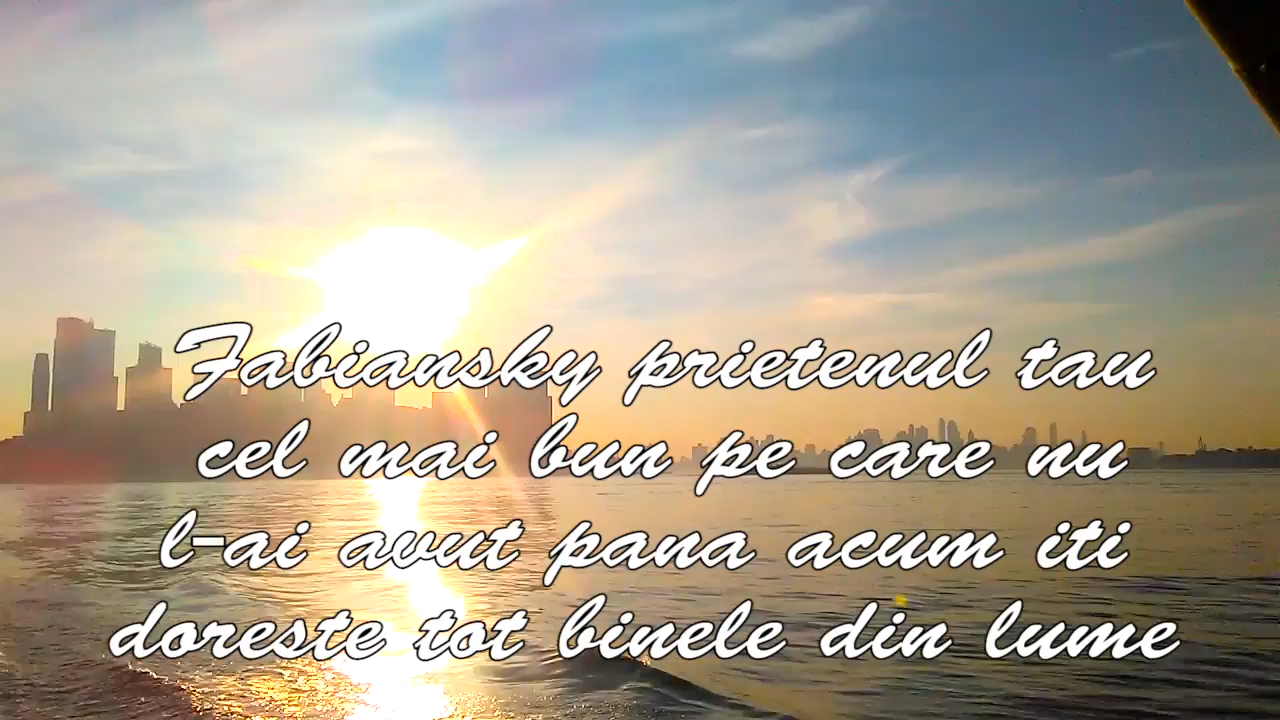 Fabiansky prietenul tau
cel mai bun pe care nu
l-ai avut pana acum iti
doreste tot binele din lume